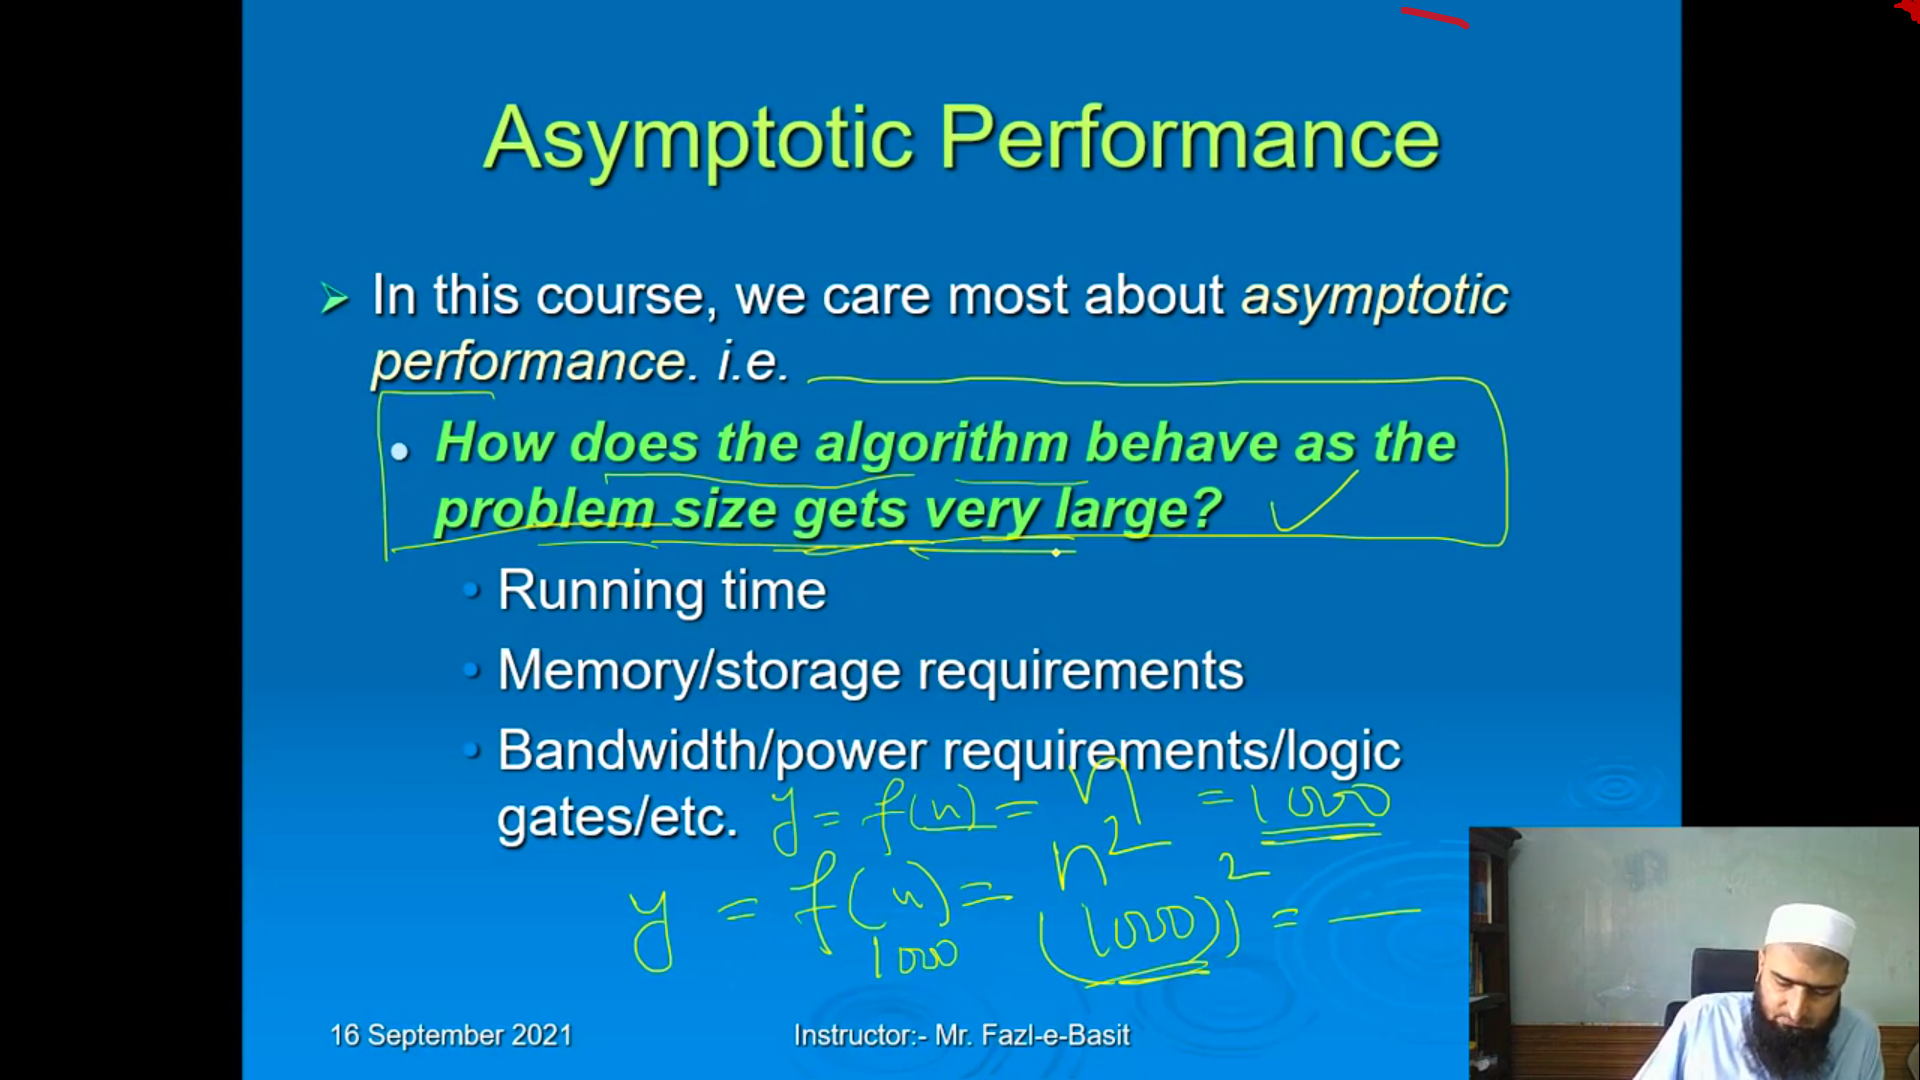 Asymptotic Performance
In this course, we care most about asymptotic
performance. i.e.
How does the algorithm behave as the
problem size gets very large?
Running time
Memory/storage requirements
Bandwidth/power requirements/logic
gates/etc.
y = f(n) = n = 1000
y = f(n) = n²
1000 (1000)² =
16 September 2021
Instructor:- Mr. Fazl-e-Basit